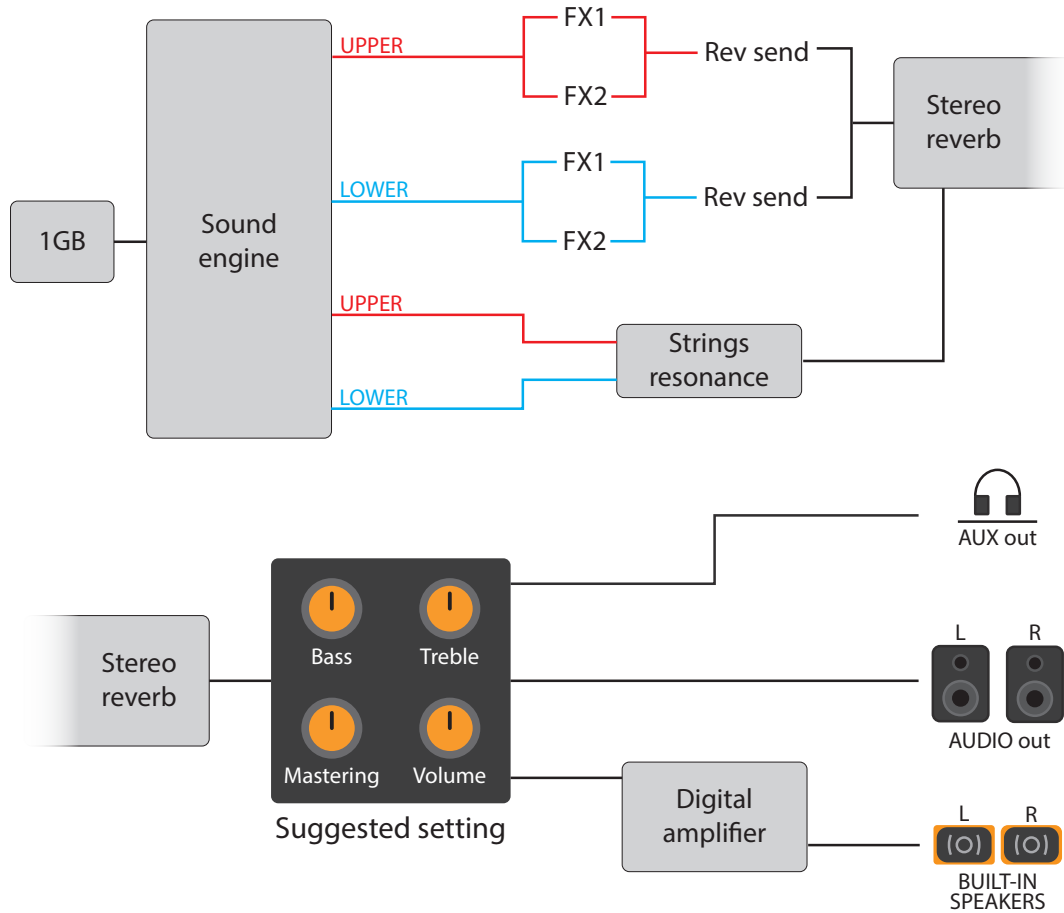 FX1
UPPER
Rev send
FX2
Stereo
reverb
FX1
LOWER
Rev send
FX2
1GB
Sound
engine
UPPER
Strings
resonance
LOWER
AUX out
Stereo
reverb
Bass
Treble
Mastering
Volume
Suggested setting
L
R
AUDIO out
Digital
amplifier
L
R
BUILT-IN
SPEAKERS